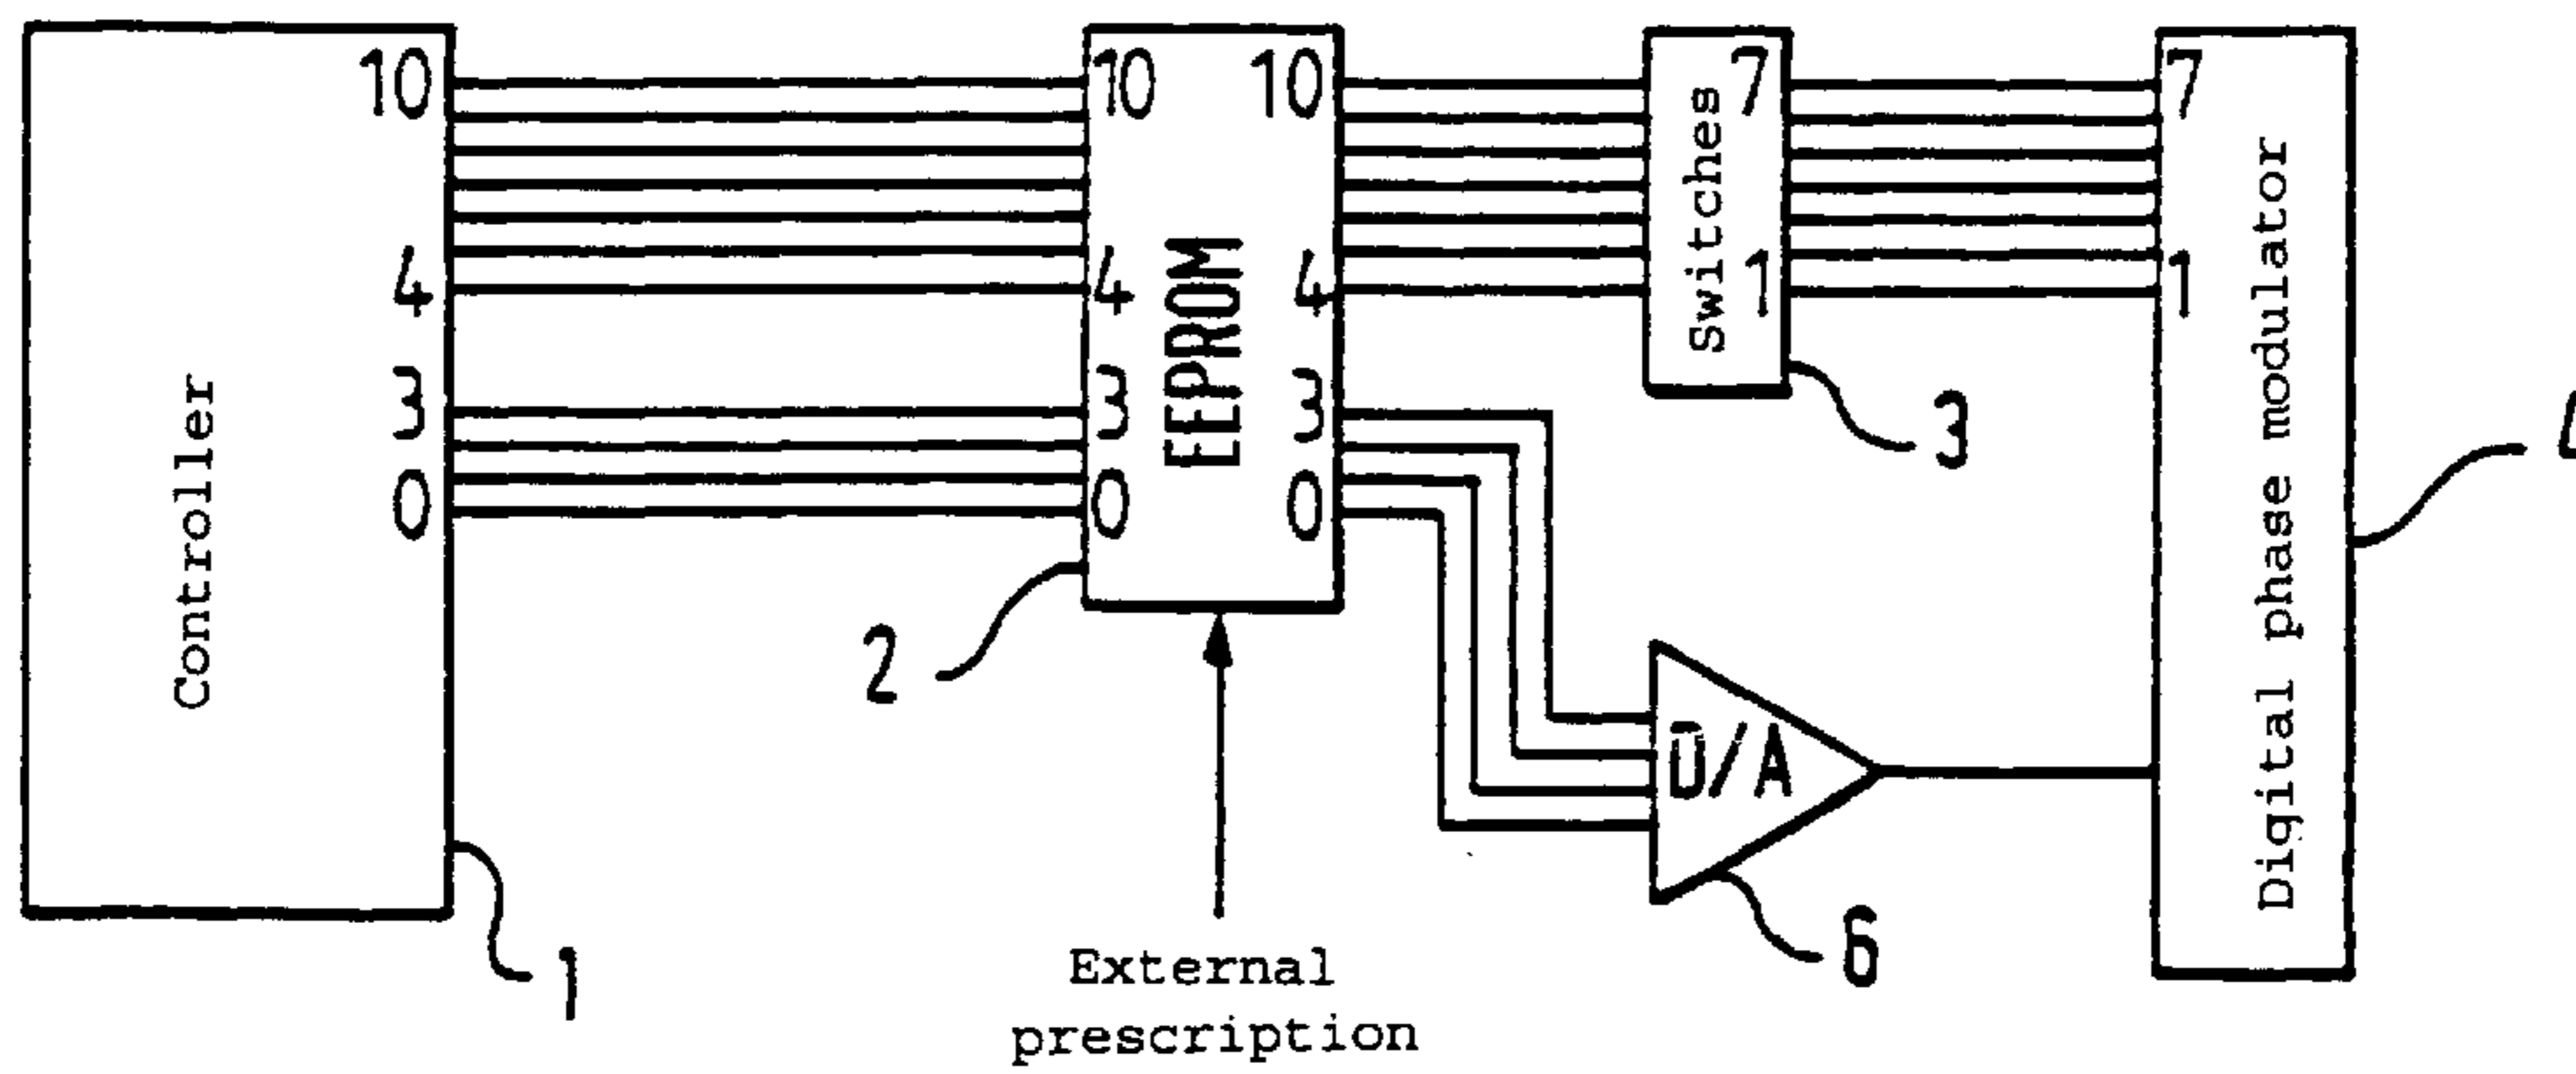 10 10 10 7 7
4 4 4 1 1
3 3 3
0 0 0
Controller
EEPROM
Switches
Digital phase modulator
D/A
1
2
3
6
External
prescription